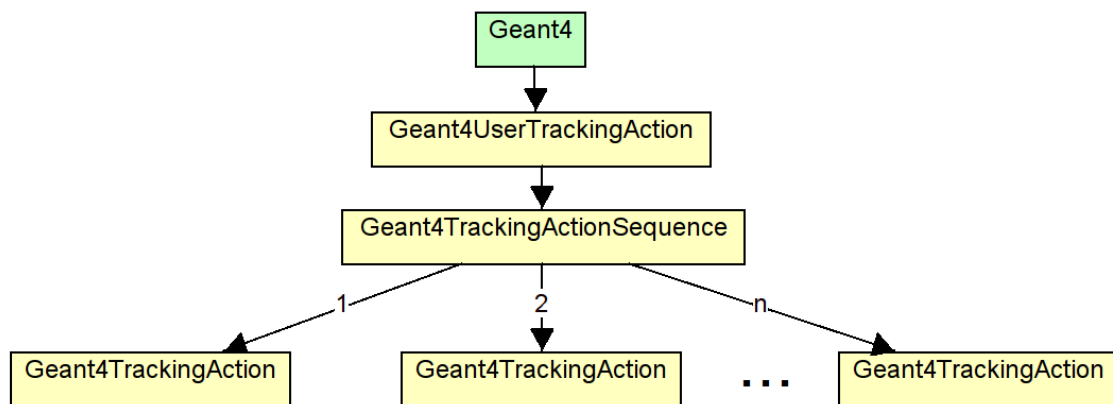 Geant4
Geant4UserTrackingAction
Geant4TrackingActionSequence
1 2 n
Geant4TrackingAction Geant4TrackingAction ... Geant4TrackingAction